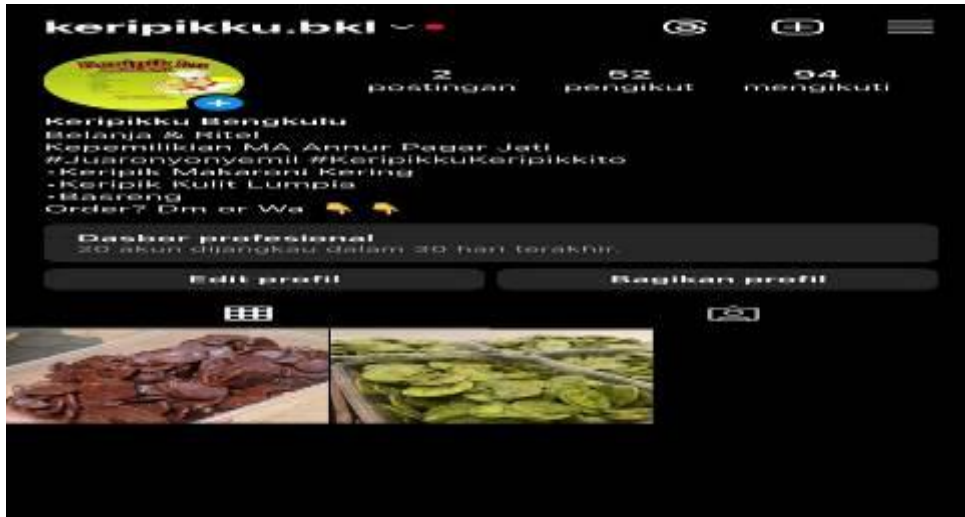 keripikku.bkl
2 52 94
postingan pengikut mengikuti
Keripikku Bengkulu
Belanja & Ritel
Kepemilikian MA Annur Pagar Jati
#Juaronyonyemil #KeripikkuKeripikkito
-Keripik Makaroni Kering
-Keripik Kulit Lumpia
-Basreng
Order? Dm or Wa 👇 👇
Dasbor profesional
20 akun dijangkau dalam 30 hari terakhir.
Edit profil Bagikan profil